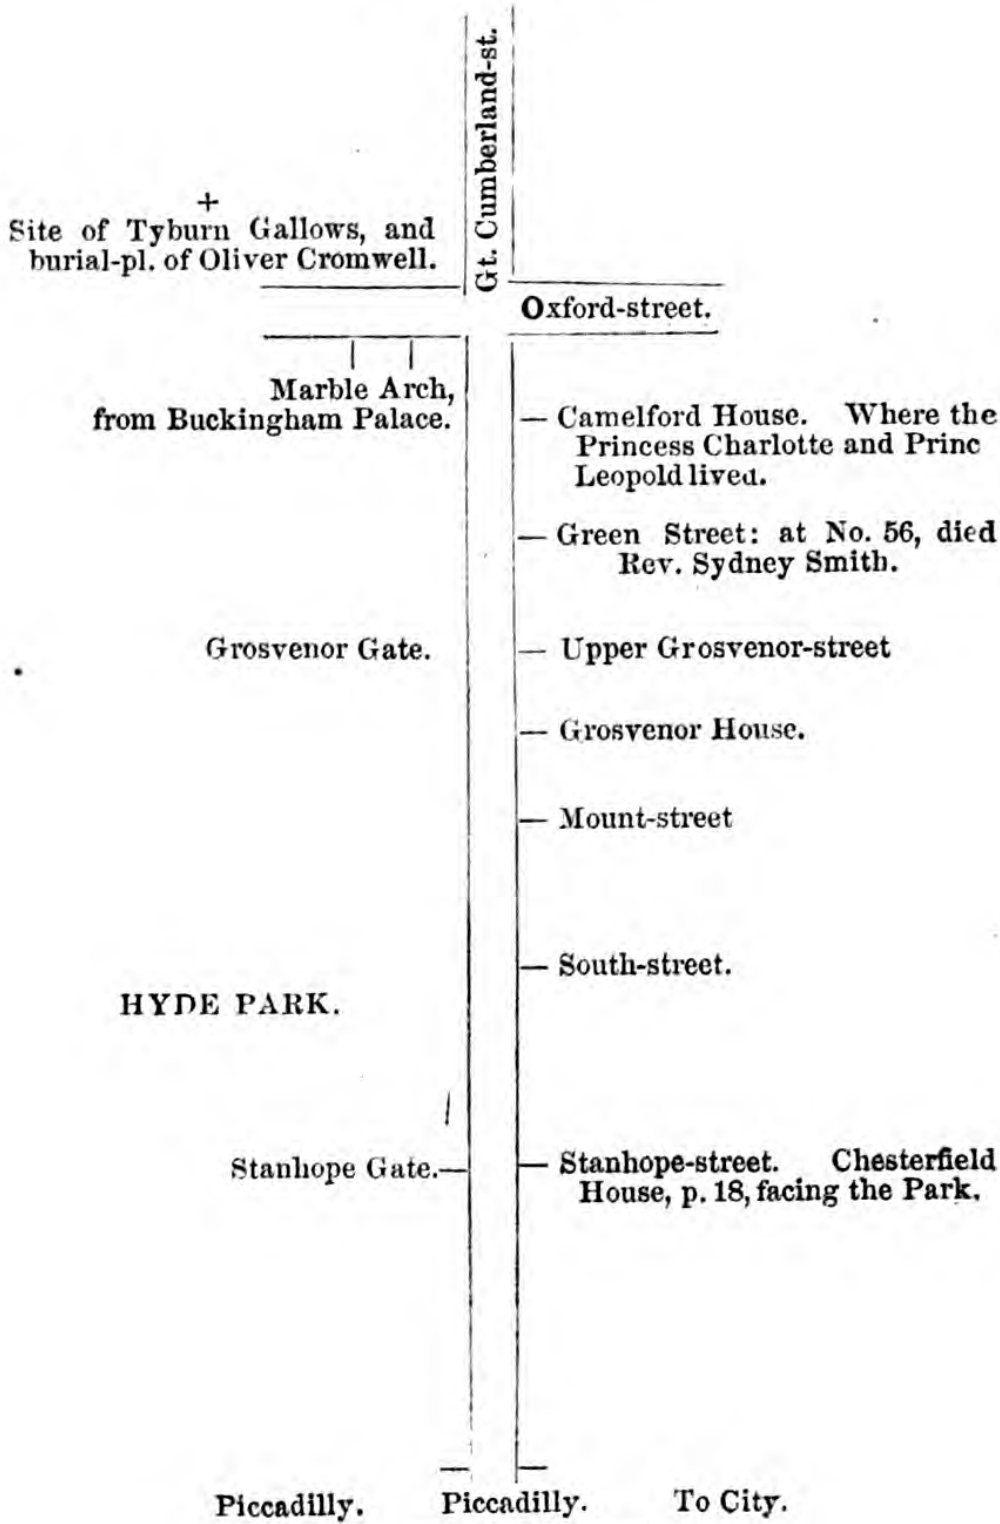 Gt. Cumberland-st.
+
Site of Tyburn Gallows, and
burial-pl. of Oliver Cromwell.
Oxford-street.
Marble Arch,
from Buckingham Palace.
— Camelford House. Where the
Princess Charlotte and Princ
Leopold lived.
— Green Street: at No. 56, died
Rev. Sydney Smith.
Grosvenor Gate.
— Upper Grosvenor-street
— Grosvenor House.
— Mount-street
— South-street.
HYDE PARK.
Stanhope Gate.—
— Stanhope-street. Chesterfield
House, p. 18, facing the Park.
Piccadilly. Piccadilly. To City.